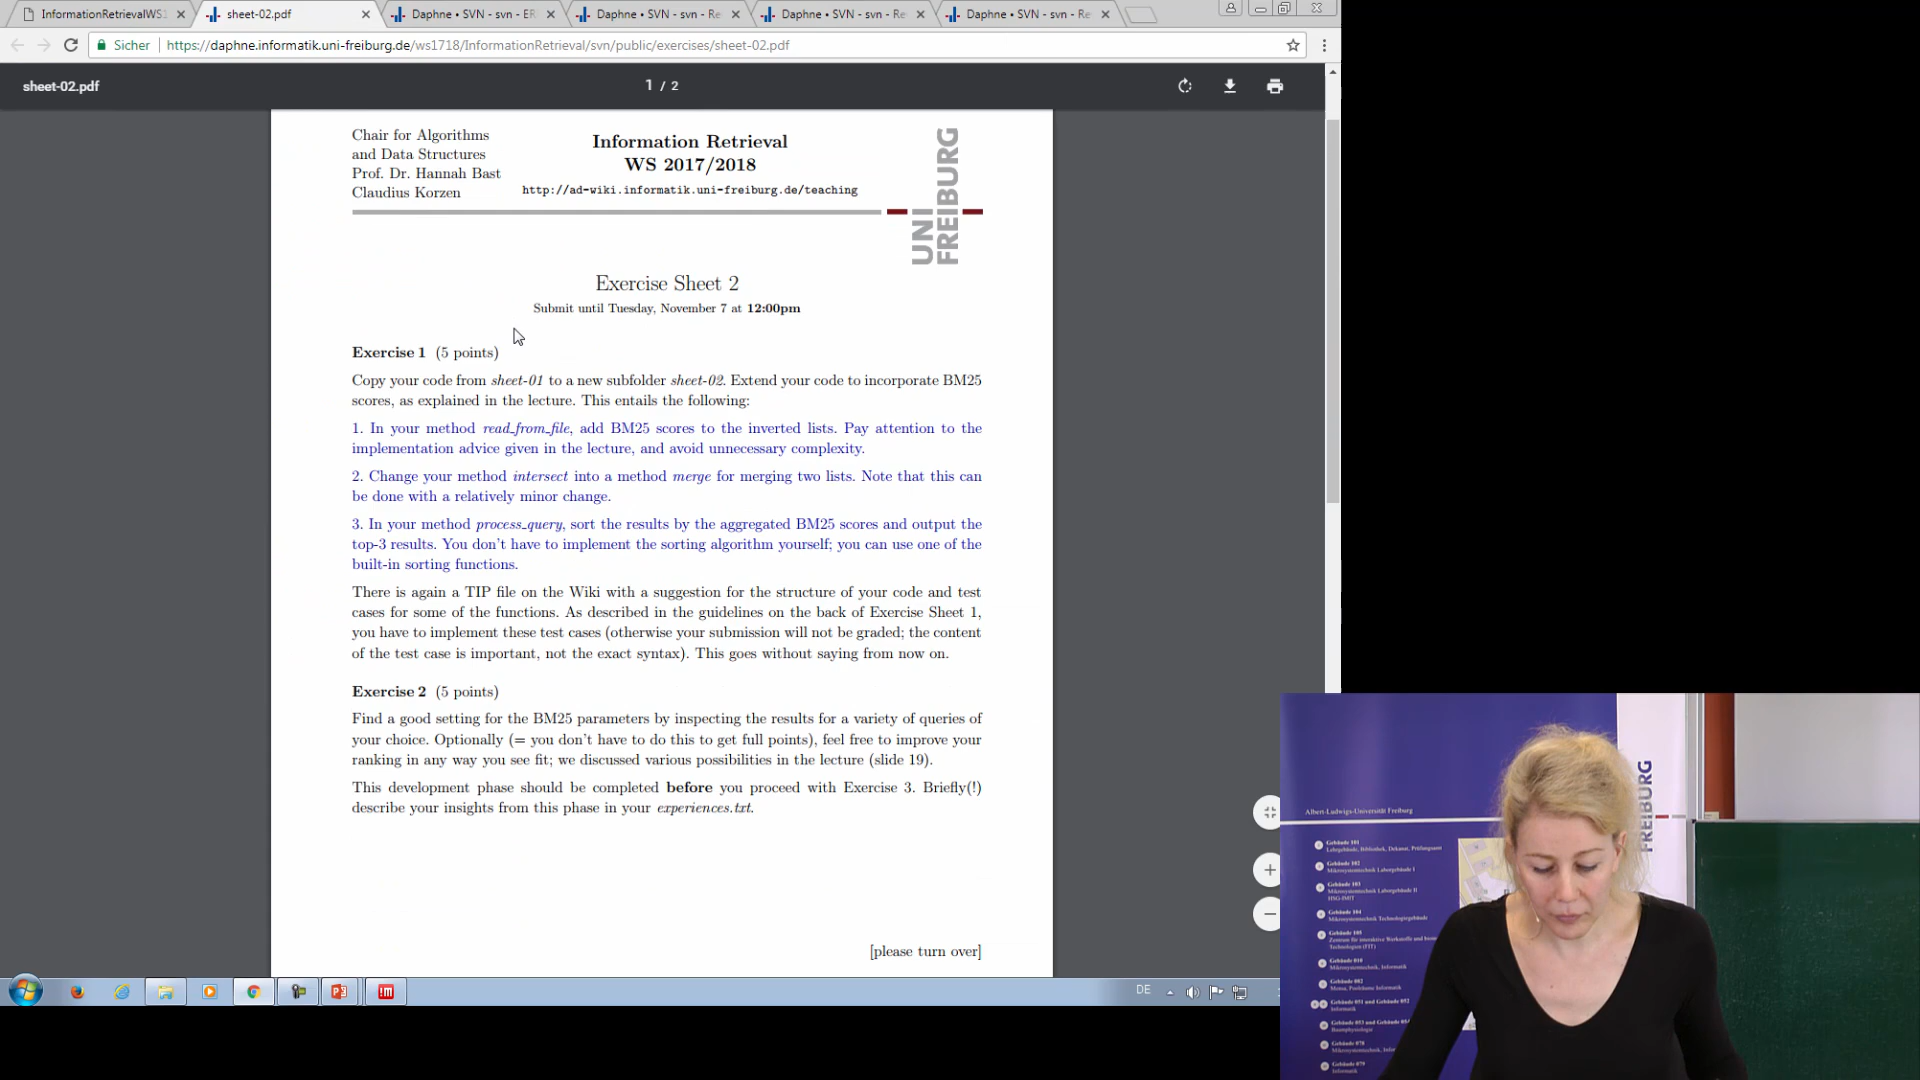 InformationRetrievalWS1
sheet-02.pdf
Daphne • SVN - svn - ER
Daphne • SVN - svn - Re
Daphne • SVN - svn - Re
Daphne • SVN - svn - Re
Sicher
https://daphne.informatik.uni-freiburg.de/ws1718/InformationRetrieval/svn/public/exercises/sheet-02.pdf
sheet-02.pdf
1 / 2
Chair for Algorithms
and Data Structures
Prof. Dr. Hannah Bast
Claudius Korzen
Information Retrieval
WS 2017/2018
http://ad-wiki.informatik.uni-freiburg.de/teaching
UNI
FREIBURG
Exercise Sheet 2
Submit until Tuesday, November 7 at 12:00pm
Exercise 1 (5 points)
Copy your code from sheet-01 to a new subfolder sheet-02. Extend your code to incorporate BM25
scores, as explained in the lecture. This entails the following:
1. In your method read_from_file, add BM25 scores to the inverted lists. Pay attention to the
implementation advice given in the lecture, and avoid unnecessary complexity.
2. Change your method intersect into a method merge for merging two lists. Note that this can
be done with a relatively minor change.
3. In your method process_query, sort the results by the aggregated BM25 scores and output the
top-3 results. You don't have to implement the sorting algorithm yourself; you can use one of the
built-in sorting functions.
There is again a TIP file on the Wiki with a suggestion for the structure of your code and test
cases for some of the functions. As described in the guidelines on the back of Exercise Sheet 1,
you have to implement these test cases (otherwise your submission will not be graded; the content
of the test case is important, not the exact syntax). This goes without saying from now on.
Exercise 2 (5 points)
Find a good setting for the BM25 parameters by inspecting the results for a variety of queries of
your choice. Optionally (= you don't have to do this to get full points), feel free to improve your
ranking in any way you see fit; we discussed various possibilities in the lecture (slide 19).
This development phase should be completed before you proceed with Exercise 3. Briefly(!)
describe your insights from this phase in your experiences.txt.
[please turn over]
DE
Albert-Ludwigs-Universität Freiburg
Gebäude 101
Gebäude 102
Mikrosystemtechnik Laborgebäude I
Gebäude 103
Mikrosystemtechnik Laborgebäude II
HSG-IMIT
Gebäude 104
Mikrosystemtechnik Technologiegebäude
FREIBURG